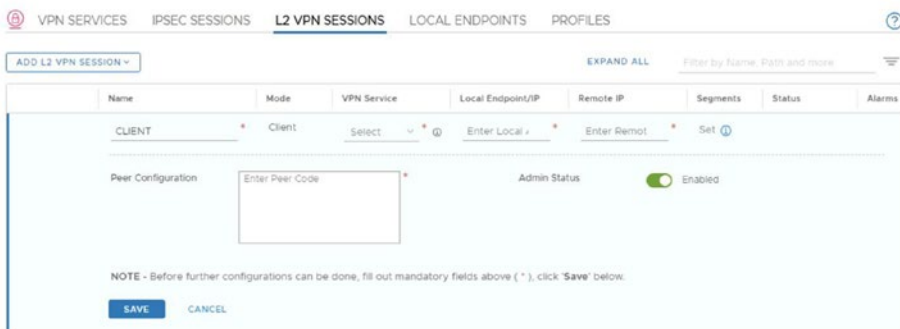 VPN SERVICES IPSEC SESSIONS L2 VPN SESSIONS LOCAL ENDPOINTS PROFILES
ADD L2 VPN SESSION EXPAND ALL Filter by Name, Path and more
Name Mode VPN Service Local Endpoint/IP Remote IP Segments Status Alarms
CLIENT * Client Select * Enter Local * Enter Remot * Set
Peer Configuration Enter Peer Code * Admin Status Enabled
NOTE - Before further configurations can be done, fill out mandatory fields above ( * ), click 'Save' below.
SAVE CANCEL